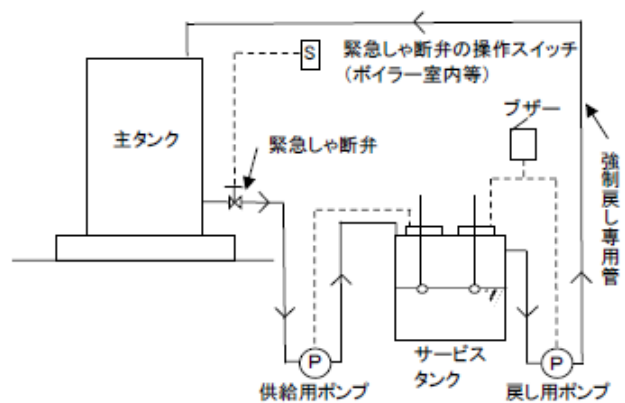 S
緊急しゃ断弁の操作スイッチ
(ボイラー室内等)
ブザー
主タンク
緊急しゃ断弁
強制戻し専用管
P
供給用ポンプ
サービス
タンク
P
戻し用ポンプ